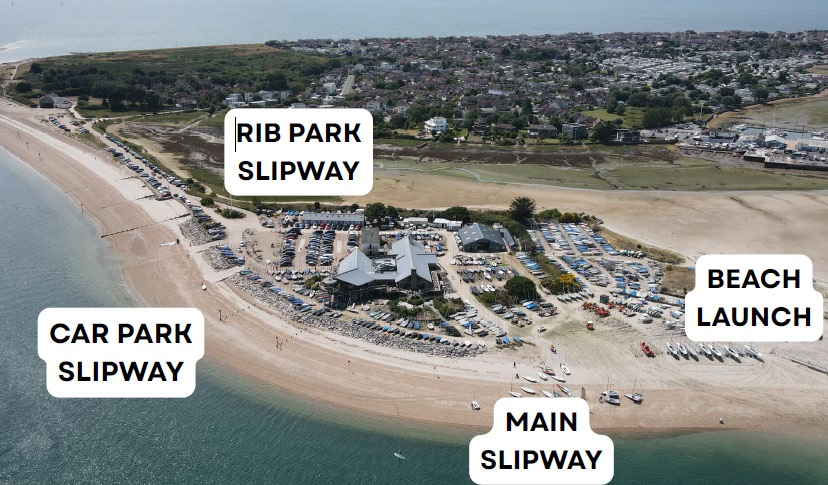 RIB PARK
SLIPWAY
BEACH
LAUNCH
CAR PARK
SLIPWAY
MAIN
SLIPWAY